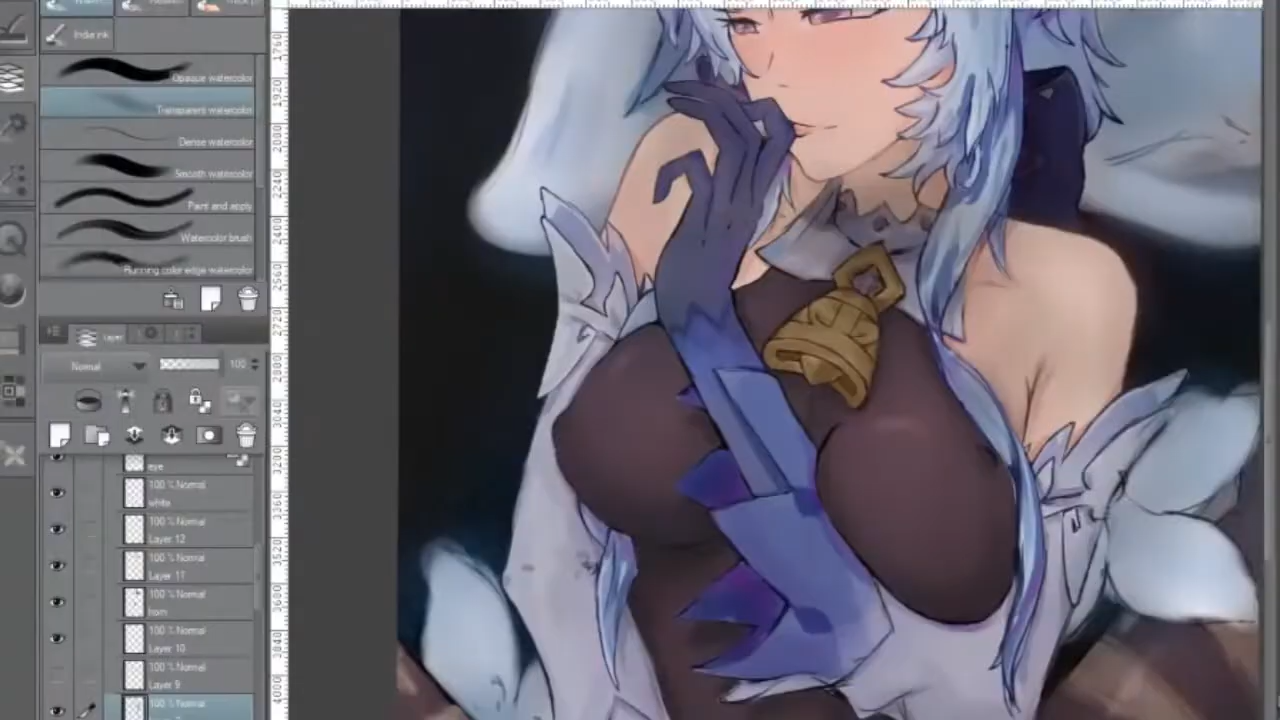 India ink
Opaque watercolor
Transparent watercolor
Dense watercolor
Smooth watercolor
Paint and apply
Watercolor brush
Running color edge watercolor
Layer
Normal 100
eye
100 % Normal
white
100 % Normal
Layer 12
100 % Normal
Layer 11
100 % Normal
horn
100 % Normal
Layer 10
100 % Normal
Layer 9
100 % Normal
1760
1920
2080
2240
2400
2560
2720
2880
3040
3200
3360
3520
3680
3840
4000